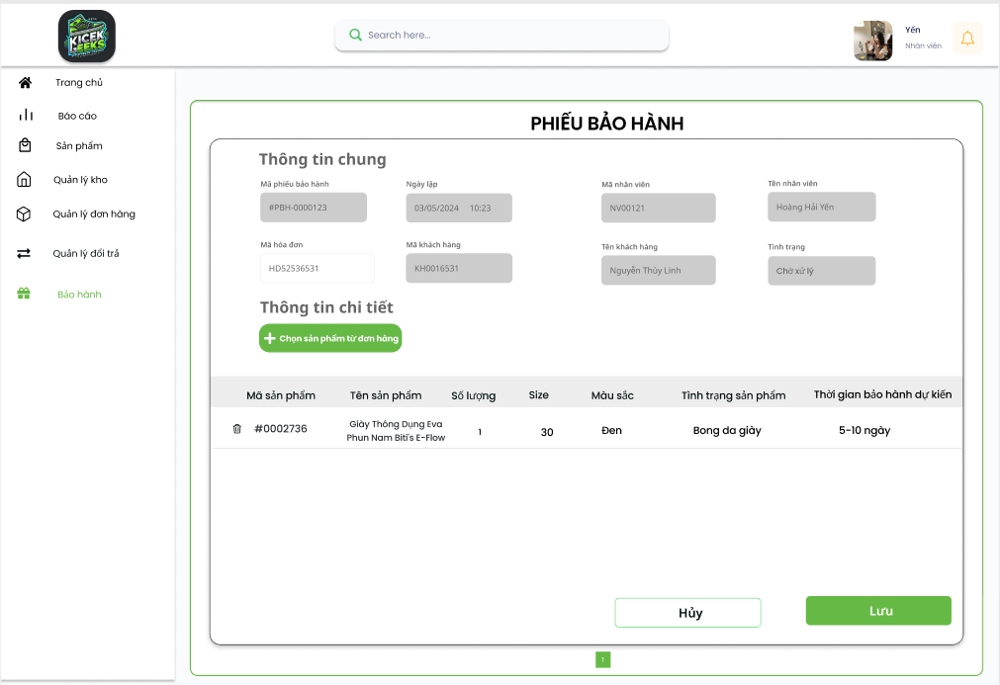 KICEK
GEEKS
Search here...
Yến
Nhân viên
Trang chủ
Báo cáo
Sản phẩm
Quản lý kho
Quản lý đơn hàng
Quản lý đổi trả
Bảo hành
PHIẾU BẢO HÀNH
Thông tin chung
Mã phiếu bảo hành
Ngày lập
Mã nhân viên
Tên nhân viên
#PBH-0000123
03/05/2024 10:23
NV00121
Hoàng Hải Yến
Mã hóa đơn
Mã khách hàng
Tên khách hàng
Tình trạng
HD52536531
KH0016531
Nguyễn Thúy Linh
Chờ xử lý
Thông tin chi tiết
Chọn sản phẩm từ đơn hàng
Mã sản phẩm Tên sản phẩm Số lượng Size Màu sắc Tình trạng sản phẩm Thời gian bảo hành dự kiến
#0002736
Giày Thông Dụng Eva
Phun Nam Biti's E-Flow
1
30
Đen
Bong da giày
5-10 ngày
Hủy
Lưu
1